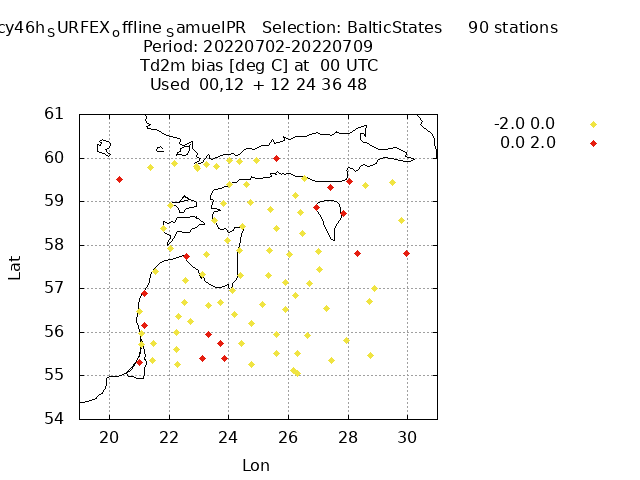 cy46h_SURFEX_offline_SamuelPR   Selection: BalticStates     90 stations
Period: 20220702-20220709
Td2m bias [deg C] at  00 UTC
Used 00,12 + 12 24 36 48
-2.0 0.0
0.0 2.0
61
60
59
58
57
56
55
54
Lat
20 22 24 26 28 30
Lon